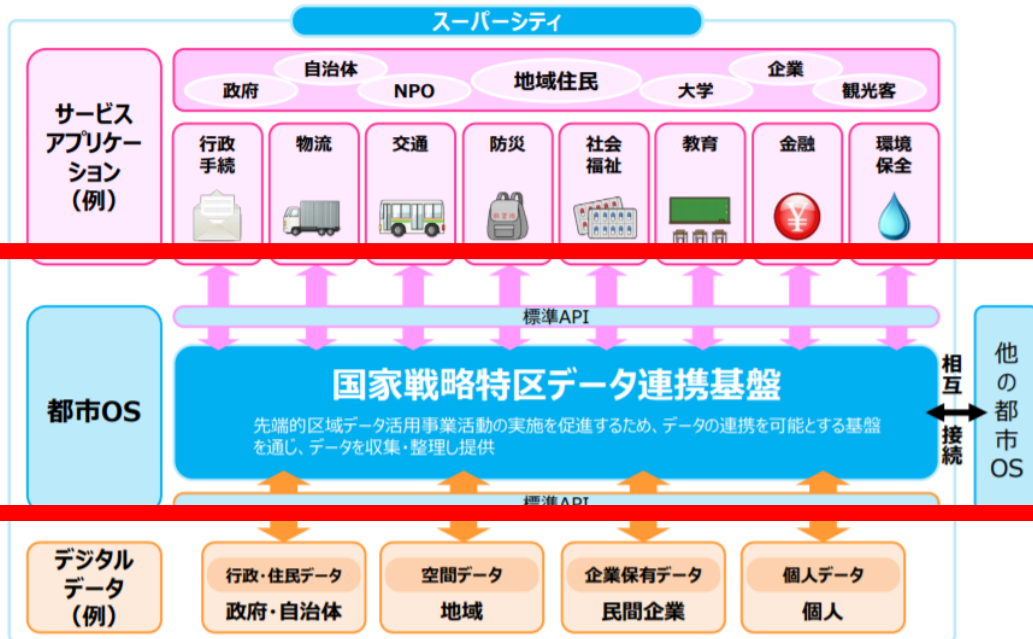 スーパーシティ
サービス
アプリケー
ション
（例）
政府
自治体
NPO
地域住民
大学
企業
観光客
行政
手続
物流
交通
防災
社会
福祉
教育
金融
環境
保全
標準API
都市OS
国家戦略特区データ連携基盤
先端的区域データ活用事業活動の実施を促進するため、データの連携を可能とする基盤
を通じ、データを収集・整理し提供
相互
接続
他の都市OS
標準API
デジタル
データ
（例）
行政・住民データ
政府・自治体
空間データ
地域
企業保有データ
民間企業
個人データ
個人